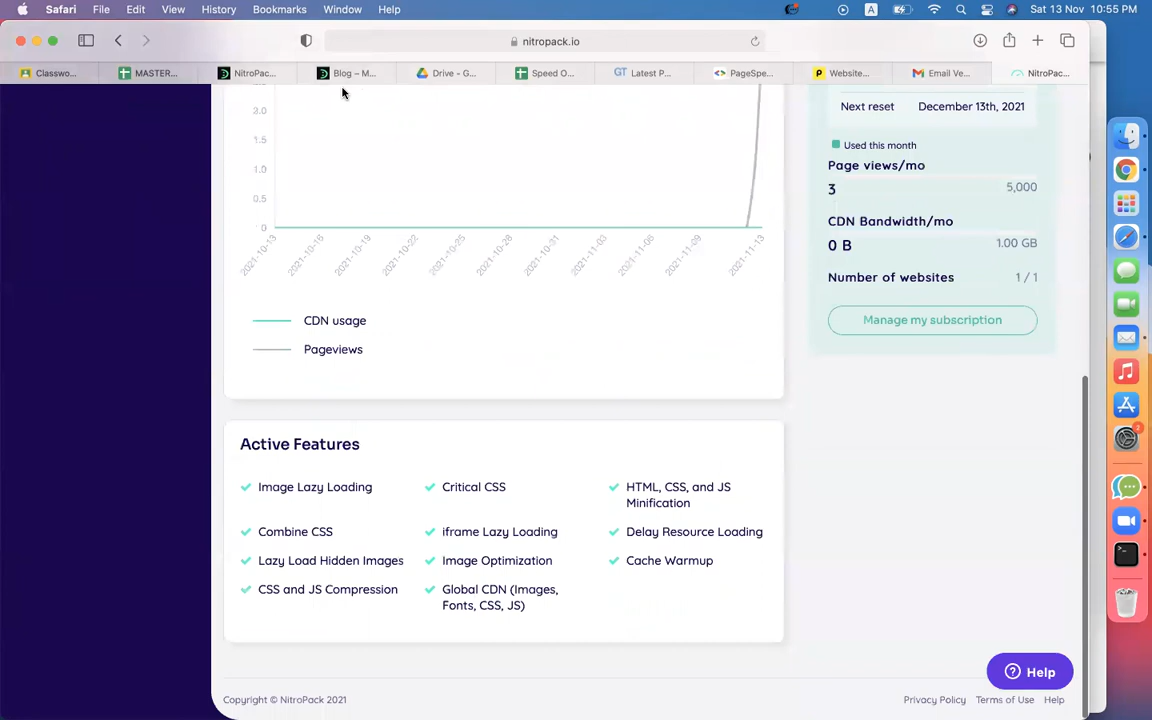 Safari File Edit View History Bookmarks Window Help A Sat 13 Nov 10:55 PM
nitropack.io
Classwo... MASTER... NitroPac... Blog – M... Drive - G... Speed O... GT Latest P... PageSpe... Website... Email Ve... NitroPac...
2.0
1.5
1.0
0.5
0
2021-10-13 2021-10-16 2021-10-19 2021-10-22 2021-10-25 2021-10-28 2021-10-31 2021-11-03 2021-11-06 2021-11-09 2021-11-13
CDN usage
Pageviews
Next reset December 13th, 2021
Used this month
Page views/mo
3 5,000
CDN Bandwidth/mo
0 B 1.00 GB
Number of websites 1 / 1
Manage my subscription
Active Features
Image Lazy Loading Critical CSS HTML, CSS, and JS
Minification
Combine CSS iframe Lazy Loading Delay Resource Loading
Lazy Load Hidden Images Image Optimization Cache Warmup
CSS and JS Compression Global CDN (Images,
Fonts, CSS, JS)
Help
Copyright © NitroPack 2021 Privacy Policy Terms of Use Help